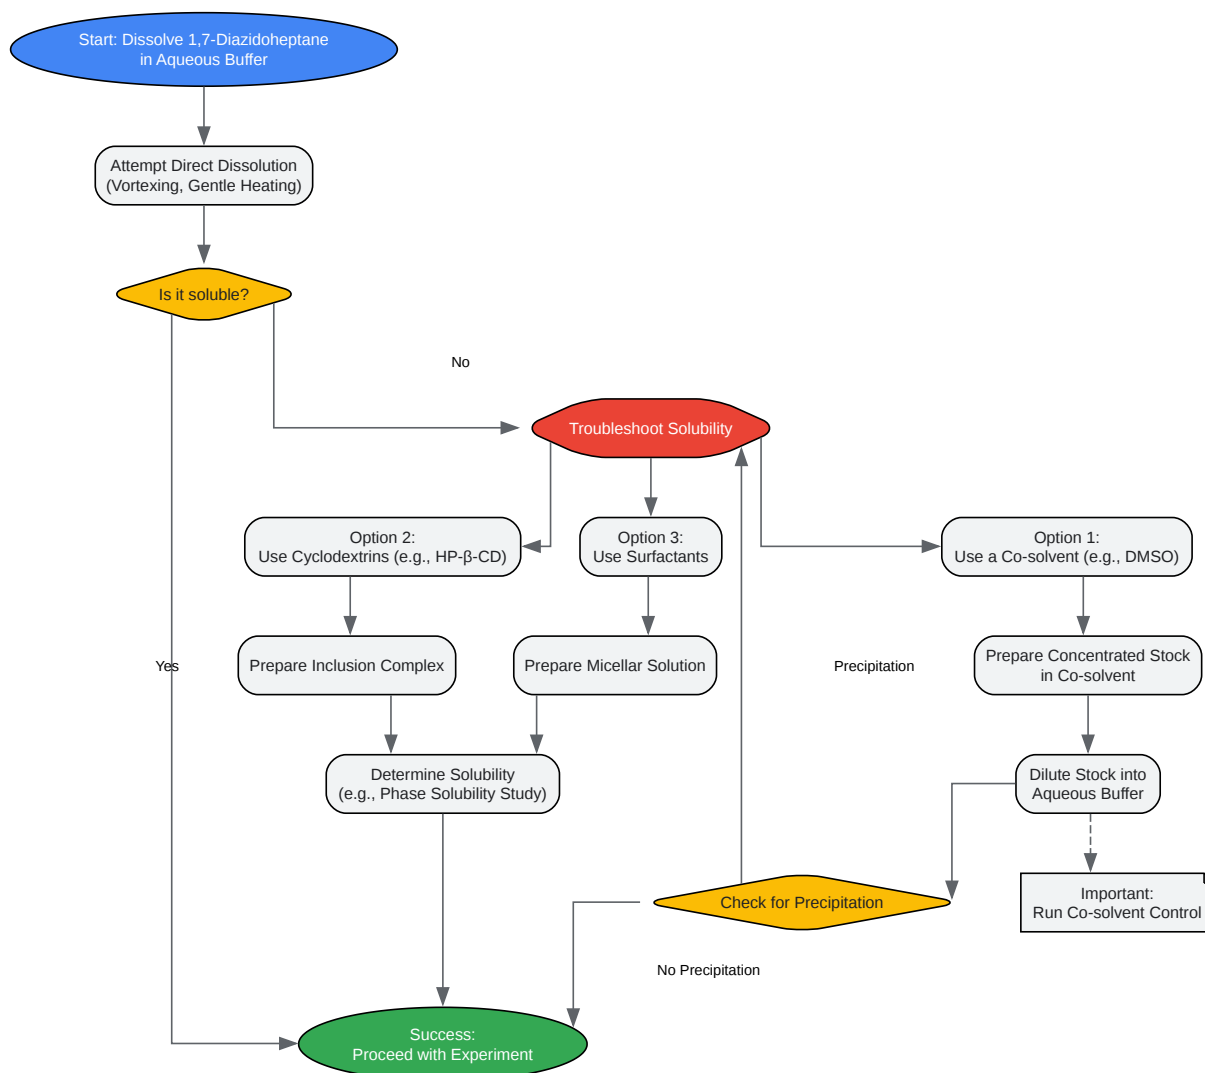 Start: Dissolve 1,7-Diazidoheptane
in Aqueous Buffer
Attempt Direct Dissolution
(Vortexing, Gentle Heating)
Is it soluble?
No
Troubleshoot Solubility
Option 2:
Use Cyclodextrins (e.g., HP-β-CD)
Option 3:
Use Surfactants
Option 1:
Use a Co-solvent (e.g., DMSO)
Yes
Prepare Inclusion Complex
Prepare Micellar Solution
Precipitation
Prepare Concentrated Stock
in Co-solvent
Determine Solubility
(e.g., Phase Solubility Study)
Dilute Stock into
Aqueous Buffer
Check for Precipitation
Important:
Run Co-solvent Control
No Precipitation
Success:
Proceed with Experiment